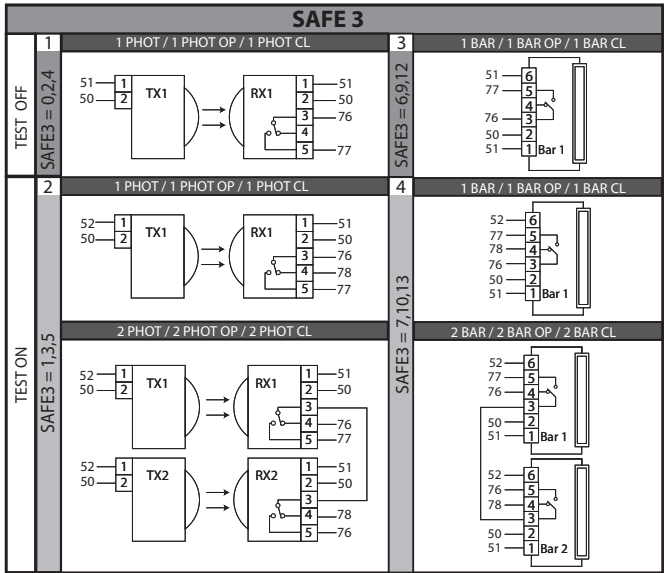 SAFE 3
TEST OFF
SAFE3 = 0,2,4
1
1 PHOT / 1 PHOT OP / 1 PHOT CL
51 1
50 2
TX1
RX1
1 51
2 50
3 76
4
5 77
SAFE3 = 6,9,12
3
1 BAR / 1 BAR OP / 1 BAR CL
51 6
77 5
4
76 3
50 2
51 1 Bar 1
TEST ON
SAFE3 = 1,3,5
2
1 PHOT / 1 PHOT OP / 1 PHOT CL
52 1
50 2
TX1
RX1
1 51
2 50
3 76
4 78
5 77
2 PHOT / 2 PHOT OP / 2 PHOT CL
52 1
50 2
TX1
RX1
1 51
2 50
3
4 76
5 77
52 1
50 2
TX2
RX2
1 51
2 50
3
4 78
5 76
SAFE3 = 7,10,13
4
1 BAR / 1 BAR OP / 1 BAR CL
52 6
77 5
78 4
76 3
50 2
51 1 Bar 1
2 BAR / 2 BAR OP / 2 BAR CL
52 6
77 5
76 4
3
50 2
51 1 Bar 1
52 6
76 5
78 4
3
50 2
51 1 Bar 2